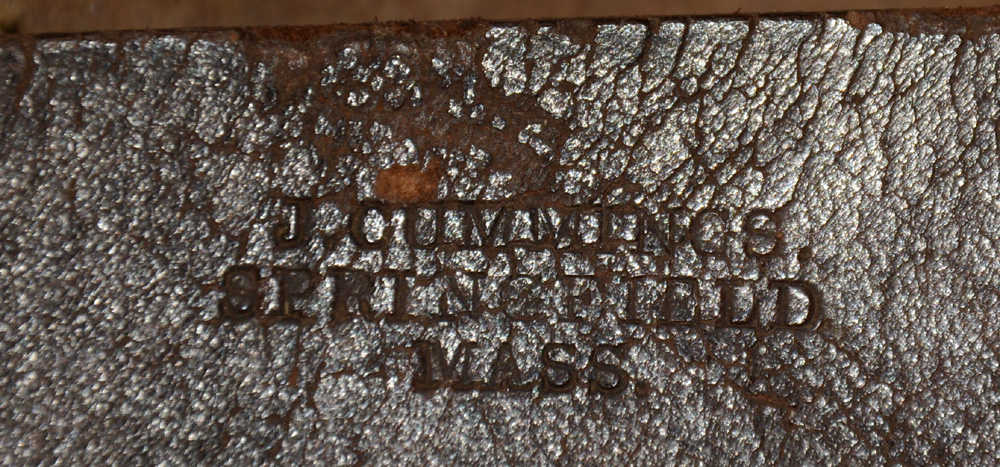 J. CUMMINGS.
SPRINGFIELD
MASS.